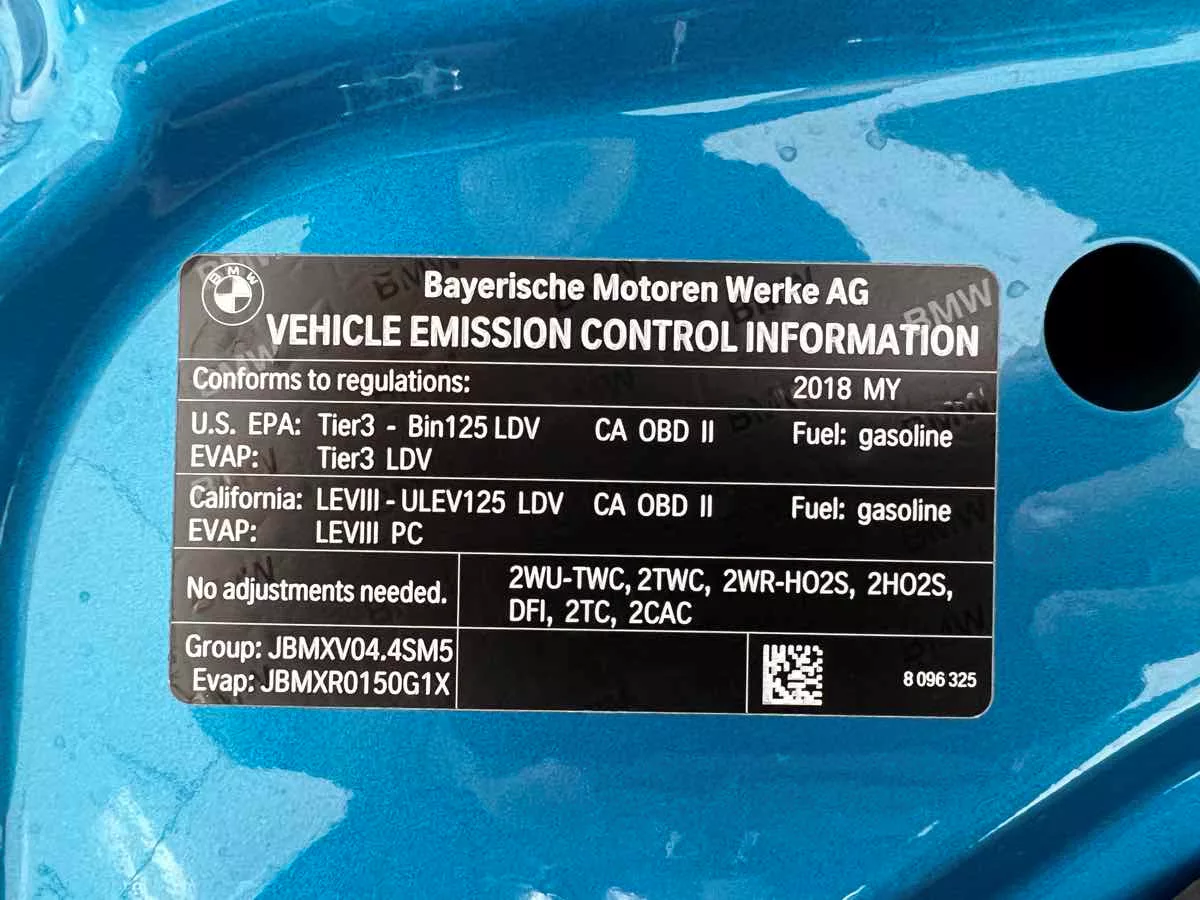 BMW
Bayerische Motoren Werke AG
VEHICLE EMISSION CONTROL INFORMATION
Conforms to regulations: 2018 MY
U.S. EPA: Tier3 - Bin125 LDV CA OBD II Fuel: gasoline
EVAP: Tier3 LDV
California: LEVIII - ULEV125 LDV CA OBD II Fuel: gasoline
EVAP: LEVIII PC
No adjustments needed.
2WU-TWC, 2TWC, 2WR-HO2S, 2HO2S,
DFI, 2TC, 2CAC
Group: JBMXV04.4SM5
Evap: JBMXR0150G1X
8 096 325